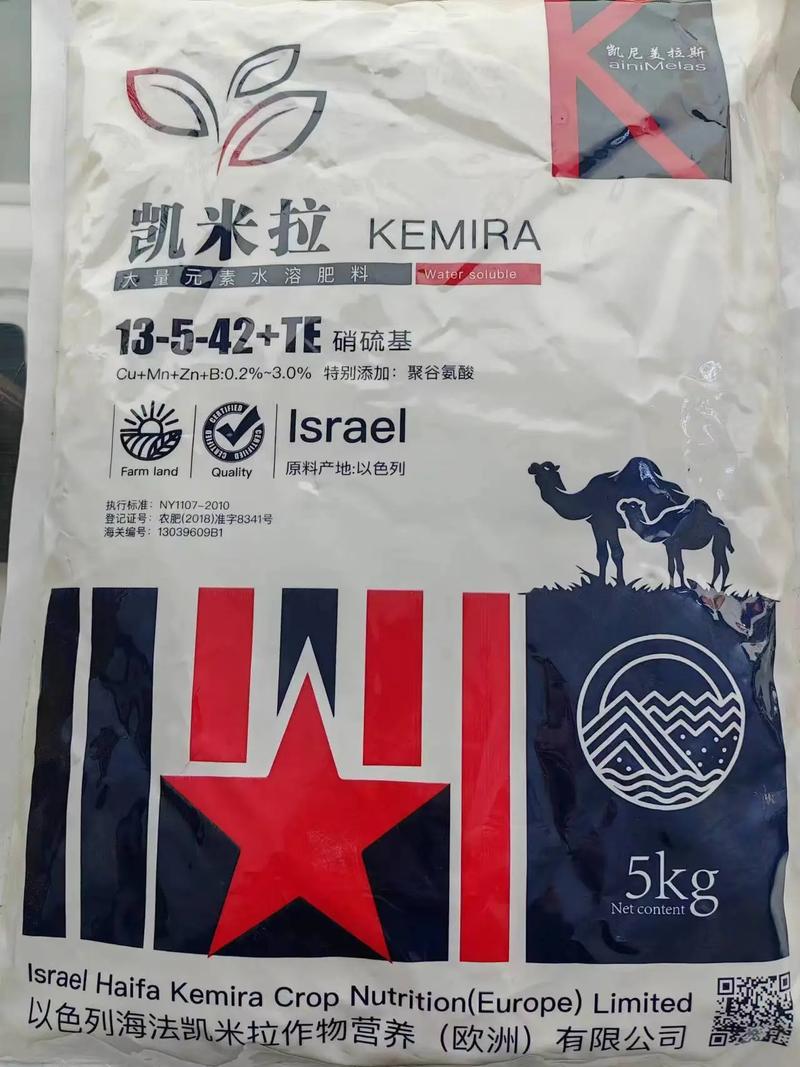 凯尼美拉斯
ainiMelas
凯米拉 KEMIRA
大量元素水溶肥料 Water soluble
13-5-42+TE 硝硫基
Cu+Mn+Zn+B:0.2%~3.0% 特别添加：聚谷氨酸
Farm land
CERTIFIED CERTIFIED CERTIFIED
Quality
Israel
原料产地:以色列
执行标准：NY1107-2010
登记证号：农肥(2018)准字8341号
海关编号：13039609B1
5kg
Net content
Israel Haifa Kemira Crop Nutrition(Europe) Limited
以色列海法凯米拉作物营养（欧洲）有限公司